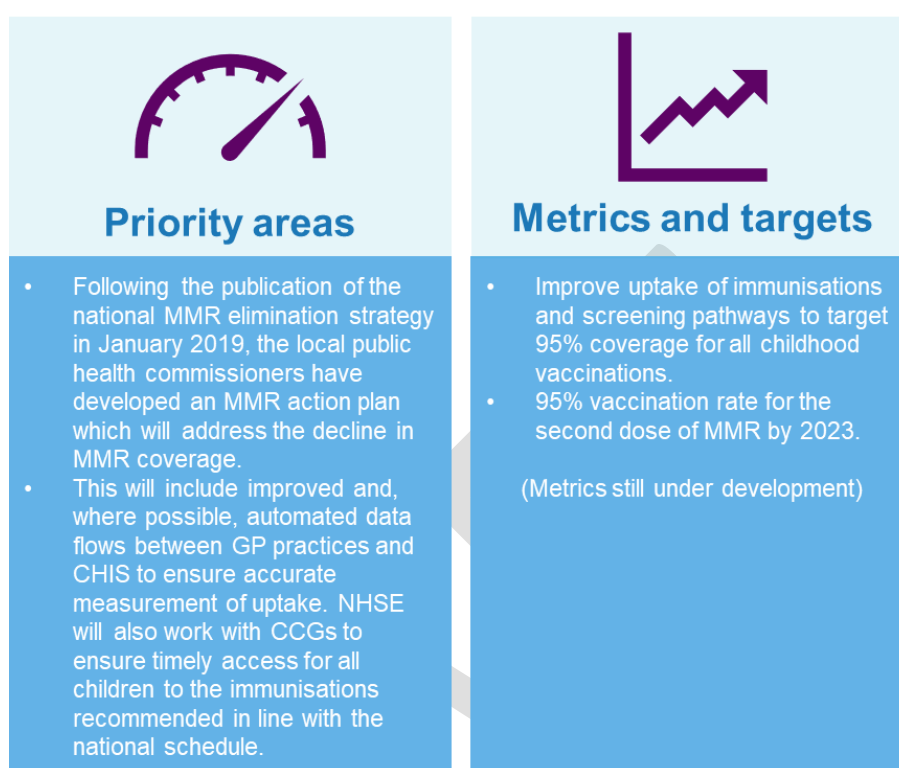 Priority areas
• Following the publication of the
national MMR elimination strategy
in January 2019, the local public
health commissioners have
developed an MMR action plan
which will address the decline in
MMR coverage.
• This will include improved and,
where possible, automated data
flows between GP practices and
CHIS to ensure accurate
measurement of uptake. NHSE
will also work with CCGs to
ensure timely access for all
children to the immunisations
recommended in line with the
national schedule.
Metrics and targets
• Improve uptake of immunisations
and screening pathways to target
95% coverage for all childhood
vaccinations.
• 95% vaccination rate for the
second dose of MMR by 2023.
(Metrics still under development)